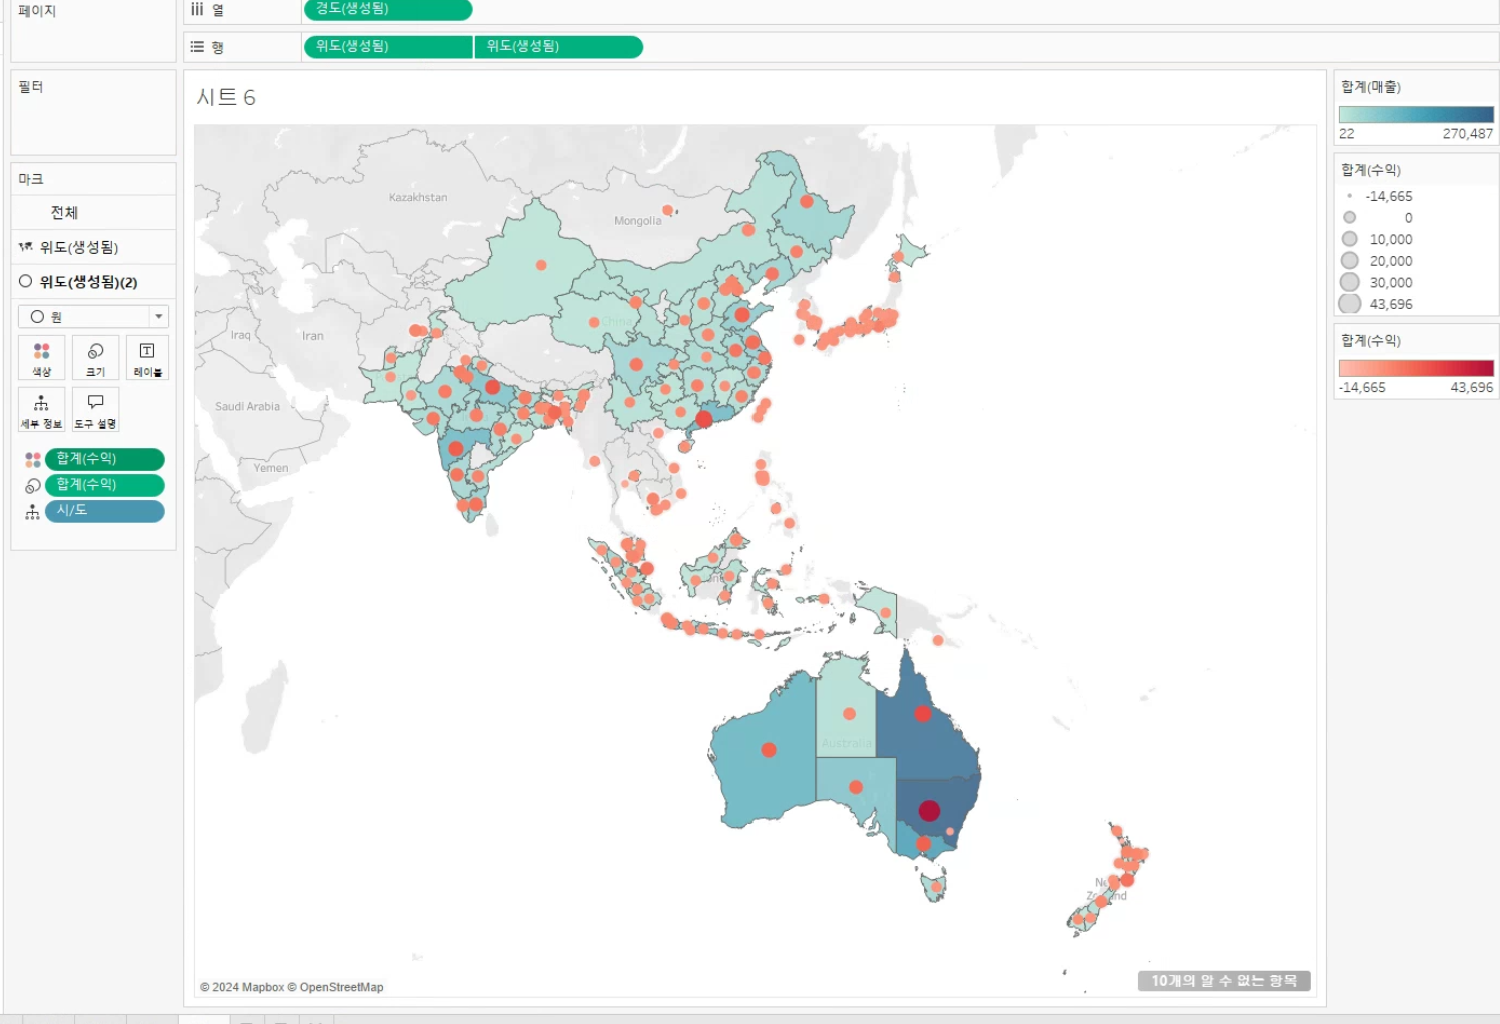 페이지
열
경도(생성됨)
행
위도(생성됨)
위도(생성됨)
필터
마크
전체
위도(생성됨)
위도(생성됨)(2)
원
색상
크기
레이블
세부 정보
도구 설명
합계(수익)
합계(수익)
시/도
시트 6
Kazakhstan
Mongolia
China
Iraq
Iran
Saudi Arabia
Yemen
Australia
© 2024 Mapbox © OpenStreetMap
10개의 알 수 없는 항목
합계(매출)
22
270,487
합계(수익)
-14,665
0
10,000
20,000
30,000
43,696
합계(수익)
-14,665
43,696